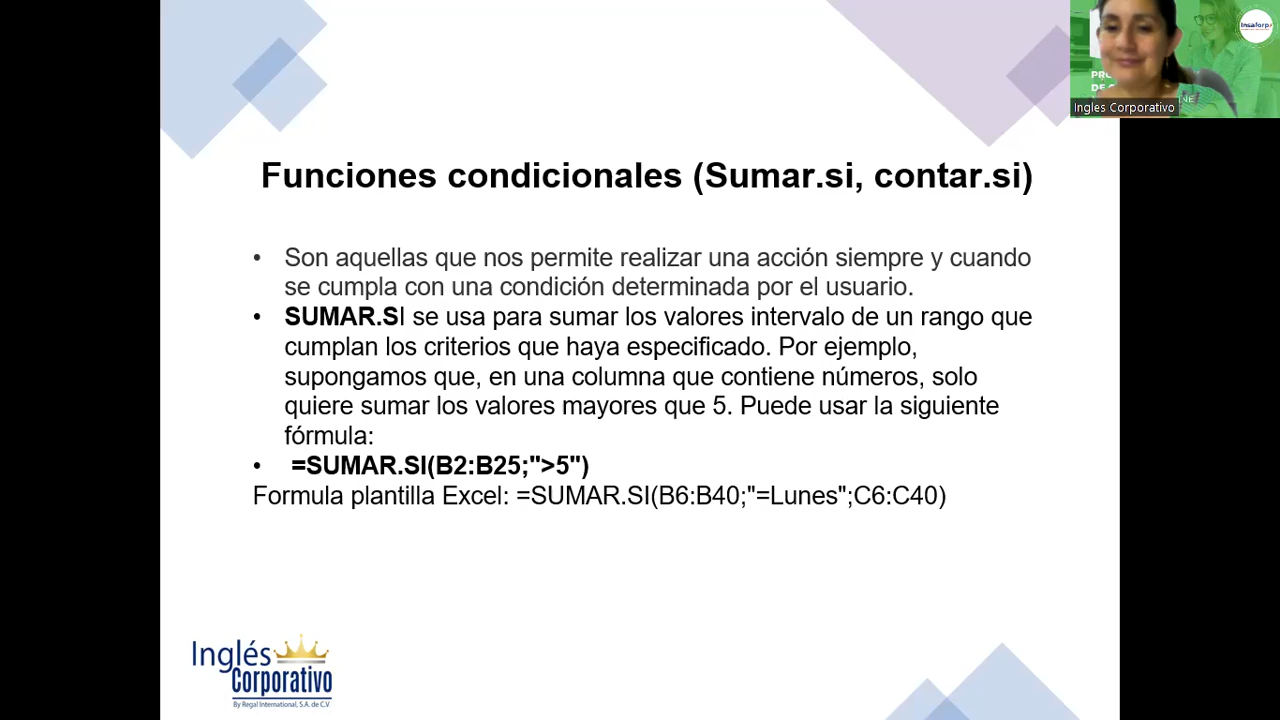 Insaforp
PR
DE C
NE
Ingles Corporativo
Funciones condicionales (Sumar.si, contar.si)
• Son aquellas que nos permite realizar una acción siempre y cuando
se cumpla con una condición determinada por el usuario.
• SUMAR.SI se usa para sumar los valores intervalo de un rango que
cumplan los criterios que haya especificado. Por ejemplo,
supongamos que, en una columna que contiene números, solo
quiere sumar los valores mayores que 5. Puede usar la siguiente
fórmula:
• =SUMAR.SI(B2:B25;">5")
Formula plantilla Excel: =SUMAR.SI(B6:B40;"=Lunes";C6:C40)
Inglés
Corporativo
By Regal International, S.A. de C.V